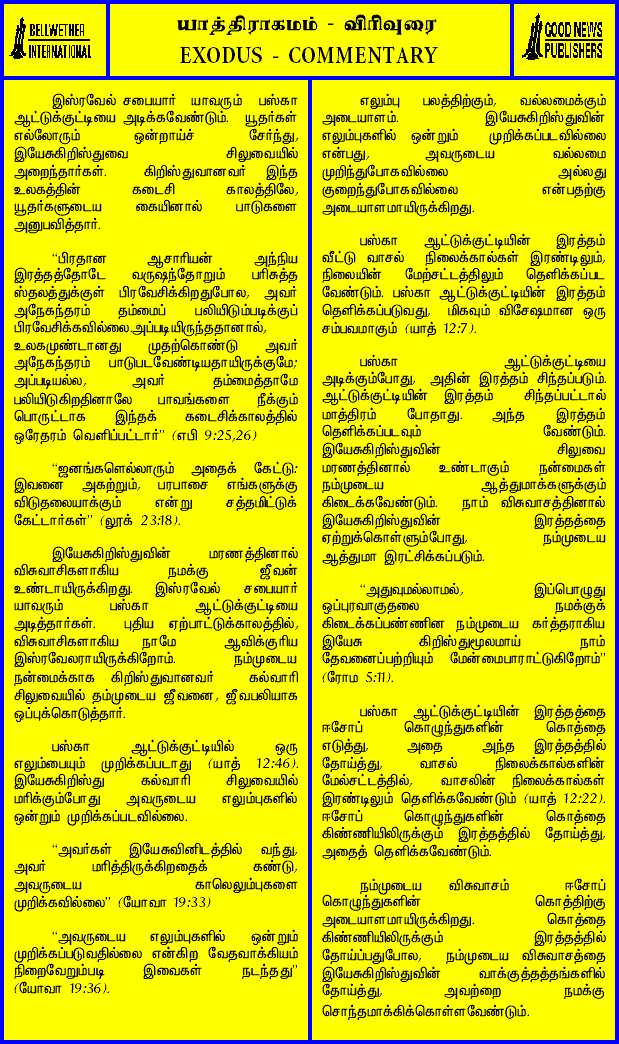 BELLWETHER
INTERNATIONAL
யாத்திராகமம் - விரிவுரை
EXODUS - COMMENTARY
GOOD NEWS
PUBLISHERS
இஸ்ரவேல் சபையார் யாவரும் பஸ்கா
ஆட்டுக்குட்டியை அடிக்கவேண்டும். யூதர்கள்
எல்லோரும் ஒன்றாய்ச் சேர்ந்து,
இயேசுகிறிஸ்துவை சிலுவையில்
அறைந்தார்கள். கிறிஸ்துவானவர் இந்த
உலகத்தின் கடைசி காலத்திலே,
யூதர்களுடைய கையினால் பாடுகளை
அனுபவித்தார்.
“பிரதான ஆசாரியன் அந்நிய
இரத்தத்தோடே வருஷந்தோறும் பரிசுத்த
ஸ்தலத்துக்குள் பிரவேசிக்கிறதுபோல, அவர்
அநேகந்தரம் தம்மைப் பலியிடும்படிக்குப்
பிரவேசிக்கவில்லை.அப்படியிருந்ததானால்,
உலகமுண்டானது முதற்கொண்டு அவர்
அநேகந்தரம் பாடுபடவேண்டியதாயிருக்குமே;
அப்படியல்ல, அவர் தம்மைத்தாமே
பலியிடுகிறதினாலே பாவங்களை நீக்கும்
பொருட்டாக இந்தக் கடைசிக்காலத்தில்
ஒரேதரம் வெளிப்பட்டார்” (எபி 9:25,26)
“ஜனங்களெல்லாரும் அதைக் கேட்டு:
இவனை அகற்றும், பரபாசை எங்களுக்கு
விடுதலையாக்கும் என்று சத்தமிட்டுக்
கேட்டார்கள்” (லூக் 23:18).
இயேசுகிறிஸ்துவின் மரணத்தினால்
விசுவாசிகளாகிய நமக்கு ஜீவன்
உண்டாயிருக்கிறது. இஸ்ரவேல் சபையார்
யாவரும் பஸ்கா ஆட்டுக்குட்டியை
அடித்தார்கள். புதிய ஏற்பாட்டுக்காலத்தில்,
விசுவாசிகளாகிய நாமே ஆவிக்குரிய
இஸ்ரவேலராயிருக்கிறோம். நம்முடைய
நன்மைக்காக கிறிஸ்துவானவர் கல்வாரி
சிலுவையில் தம்முடைய ஜீவனை, ஜீவபலியாக
ஒப்புக்கொடுத்தார்.
பஸ்கா ஆட்டுக்குட்டியில் ஒரு
எலும்பையும் முறிக்கப்படாது (யாத் 12:46).
இயேசுகிறிஸ்து கல்வாரி சிலுவையில்
மரிக்கும்போது அவருடைய எலும்புகளில்
ஒன்றும் முறிக்கப்படவில்லை.
“அவர்கள் இயேசுவினிடத்தில் வந்து,
அவர் மரித்திருக்கிறதைக் கண்டு,
அவருடைய காலெலும்புகளை
முறிக்கவில்லை” (யோவா 19:33)
“அவருடைய எலும்புகளில் ஒன்றும்
முறிக்கப்படுவதில்லை என்கிற வேதவாக்கியம்
நிறைவேறும்படி இவைகள் நடந்தது”
(யோவா 19:36).
எலும்பு பலத்திற்கும், வல்லமைக்கும்
அடையாளம். இயேசுகிறிஸ்துவின்
எலும்புகளில் ஒன்றும் முறிக்கப்படவில்லை
என்பது, அவருடைய வல்லமை
முறிந்துபோகவில்லை அல்லது
குறைந்துபோகவில்லை என்பதற்கு
அடையாளமாயிருக்கிறது.
பஸ்கா ஆட்டுக்குட்டியின் இரத்தம்
வீட்டு வாசல் நிலைக்கால்கள் இரண்டிலும்,
நிலையின் மேற்சட்டத்திலும் தெளிக்கப்பட
வேண்டும். பஸ்கா ஆட்டுக்குட்டியின் இரத்தம்
தெளிக்கப்படுவது, மிகவும் விசேஷமான ஒரு
சம்பவமாகும் (யாத் 12:7).
பஸ்கா ஆட்டுக்குட்டியை
அடிக்கும்போது, அதின் இரத்தம் சிந்தப்படும்.
ஆட்டுக்குட்டியின் இரத்தம் சிந்தப்பட்டால்
மாத்திரம் போதாது. அந்த இரத்தம்
தெளிக்கப்படவும் வேண்டும்.
இயேசுகிறிஸ்துவின் சிலுவை
மரணத்தினால் உண்டாகும் நன்மைகள்
நம்முடைய ஆத்துமாக்களுக்கும்
கிடைக்கவேண்டும். நாம் விசுவாசத்தினால்
இயேசுகிறிஸ்துவின் இரத்தத்தை
ஏற்றுக்கொள்ளும்போது, நம்முடைய
ஆத்துமா இரட்சிக்கப்படும்.
“அதுவுமல்லாமல், இப்பொழுது
ஒப்புரவாகுதலை நமக்குக்
கிடைக்கப்பண்ணின நம்முடைய கர்த்தராகிய
இயேசு கிறிஸ்துமூலமாய் நாம்
தேவனைப்பற்றியும் மேன்மைபாராட்டுகிறோம்”
(ரோம 5:11).
பஸ்கா ஆட்டுக்குட்டியின் இரத்தத்தை
ஈசோப் கொழுந்துகளின் கொத்தை
எடுத்து, அதை அந்த இரத்தத்தில்
தோய்த்து, வாசல் நிலைக்கால்களின்
மேல்சட்டத்தில், வாசலின் நிலைக்கால்கள்
இரண்டிலும் தெளிக்கவேண்டும் (யாத் 12:22).
ஈசோப் கொழுந்துகளின் கொத்தை
கிண்ணியிலிருக்கும் இரத்தத்தில் தோய்த்து,
அதைத் தெளிக்கவேண்டும்.
நம்முடைய விசுவாசம் ஈசோப்
கொழுந்துகளின் கொத்திற்கு
அடையாளமாயிருக்கிறது. கொத்தை
கிண்ணியிலிருக்கும் இரத்தத்தில்
தோய்ப்பதுபோல, நம்முடைய விசுவாசத்தை
இயேசுகிறிஸ்துவின் வாக்குத்தத்தங்களில்
தோய்த்து, அவற்றை நமக்கு
சொந்தமாக்கிக்கொள்ளவேண்டும்.